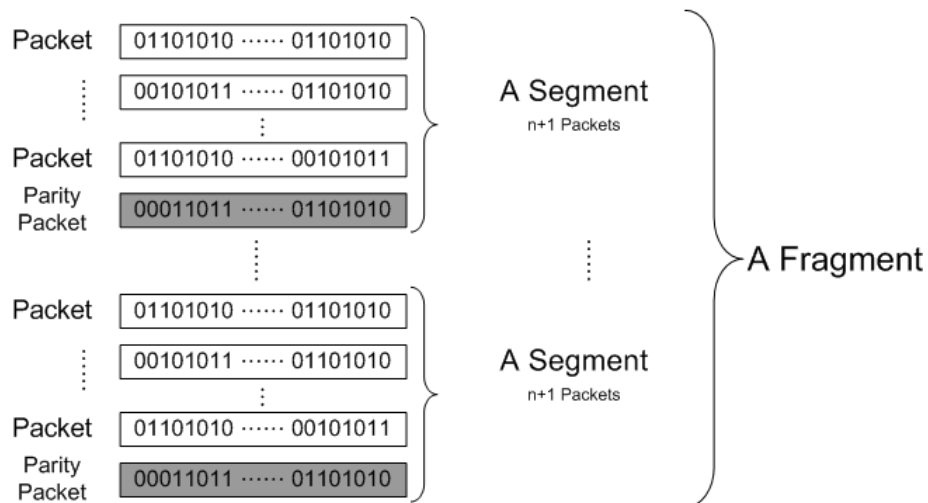 Packet 01101010 ······ 01101010
00101011 ······ 01101010
Packet 01101010 ······ 00101011
Parity
Packet
00011011 ······ 01101010
A Segment
n+1 Packets
A Fragment
Packet 01101010 ······ 01101010
00101011 ······ 01101010
Packet 01101010 ······ 00101011
Parity
Packet
00011011 ······ 01101010
A Segment
n+1 Packets